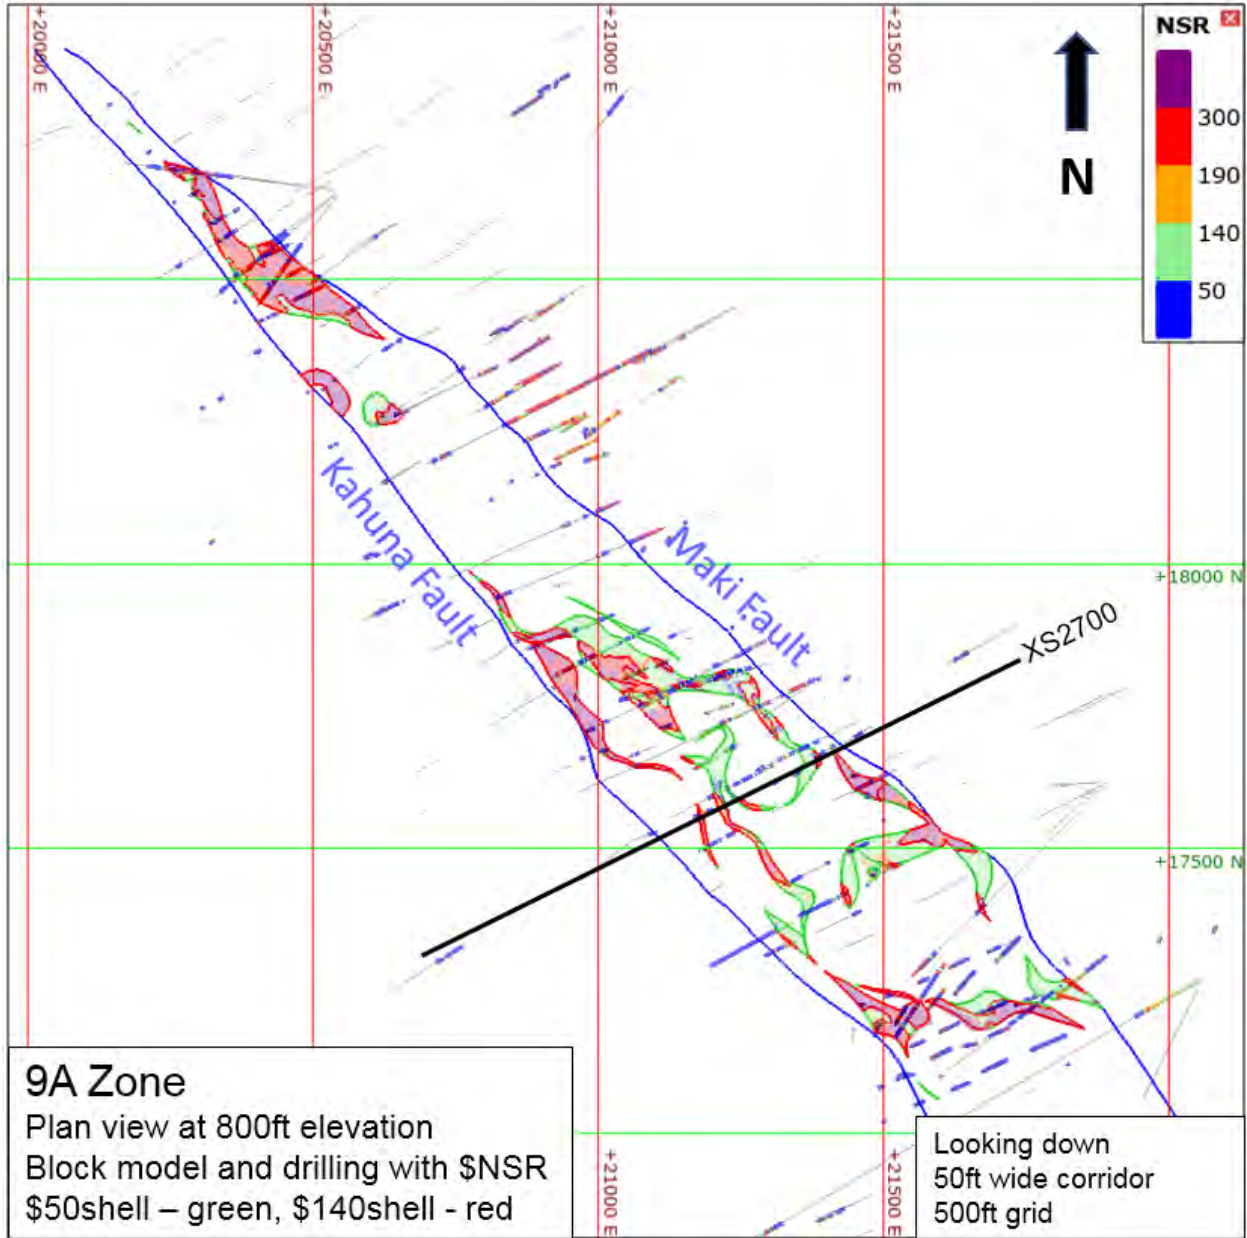 +20000 E
+20500 E
+21000 E
+21500 E
NSR
300
190
140
50
N
Kahuna Fault
Maki Fault
+18000 N
XS2700
+17500 N
9A Zone
Plan view at 800ft elevation
Block model and drilling with $NSR
$50shell – green, $140shell - red
+21000 E
+21500 E
Looking down
50ft wide corridor
500ft grid